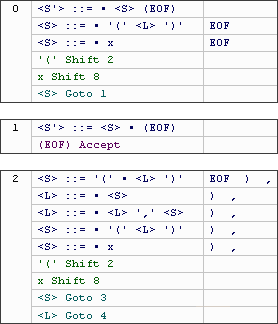 0 <S'> ::= • <S> (EOF)
<S> ::= • '(' <L> ')' EOF
<S> ::= • x EOF
'(' Shift 2
x Shift 8
<S> Goto 1
1 <S'> ::= <S> • (EOF)
(EOF) Accept
2 <S> ::= '(' • <L> ')' EOF ) ,
<L> ::= • <S> ) ,
<L> ::= • <L> ',' <S> ) ,
<S> ::= • '(' <L> ')' ) ,
<S> ::= • x ) ,
'(' Shift 2
x Shift 8
<S> Goto 3
<L> Goto 4